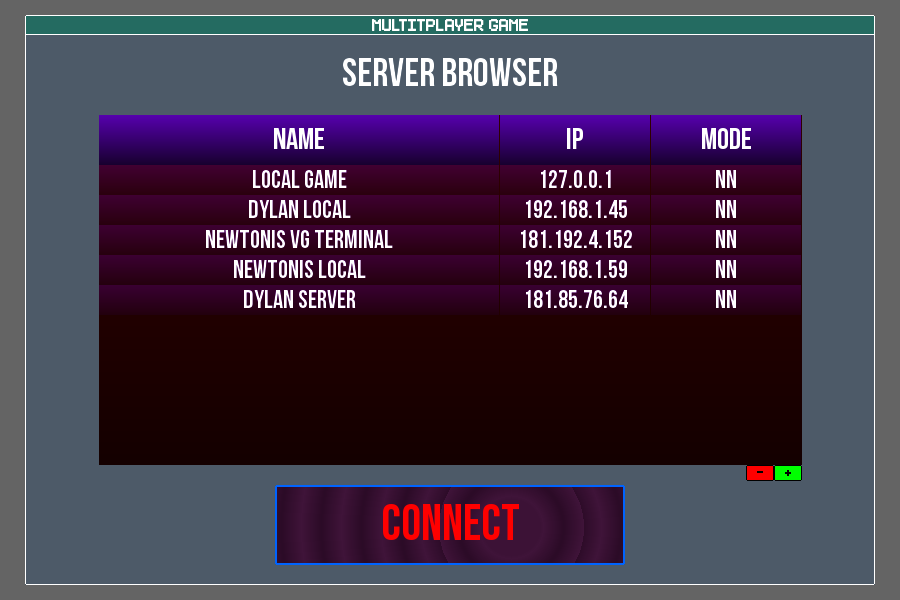 MULTITPLAYER GAME
SERVER BROWSER
NAME IP MODE
LOCAL GAME 127.0.0.1 NN
DYLAN LOCAL 192.168.1.45 NN
NEWTONIS VG TERMINAL 181.192.4.152 NN
NEWTONIS LOCAL 192.168.1.59 NN
DYLAN SERVER 181.85.76.64 NN
- +
CONNECT